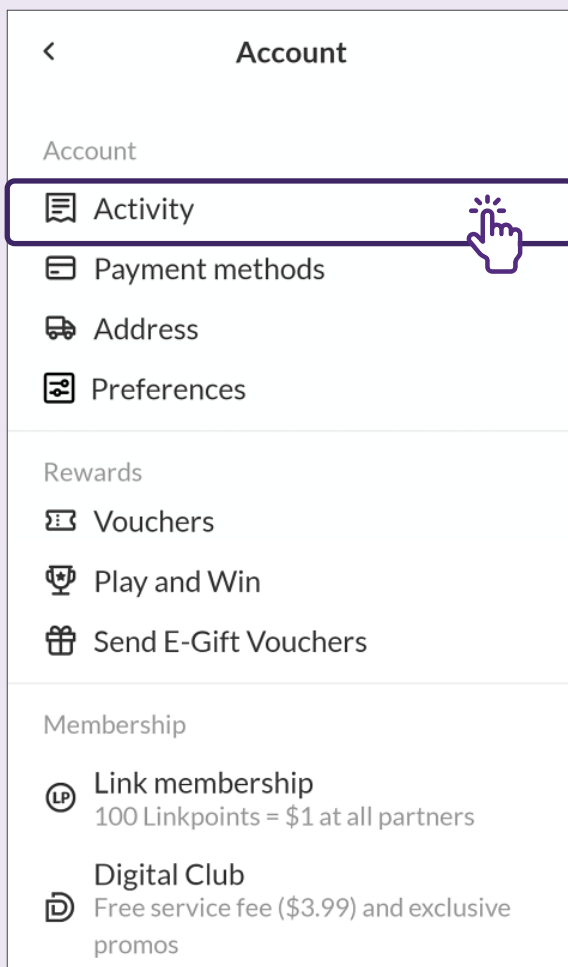 Account
Account
Activity
Payment methods
Address
Preferences
Rewards
Vouchers
Play and Win
Send E-Gift Vouchers
Membership
LP
Link membership
100 Linkpoints = $1 at all partners
Digital Club
Free service fee ($3.99) and exclusive
promos